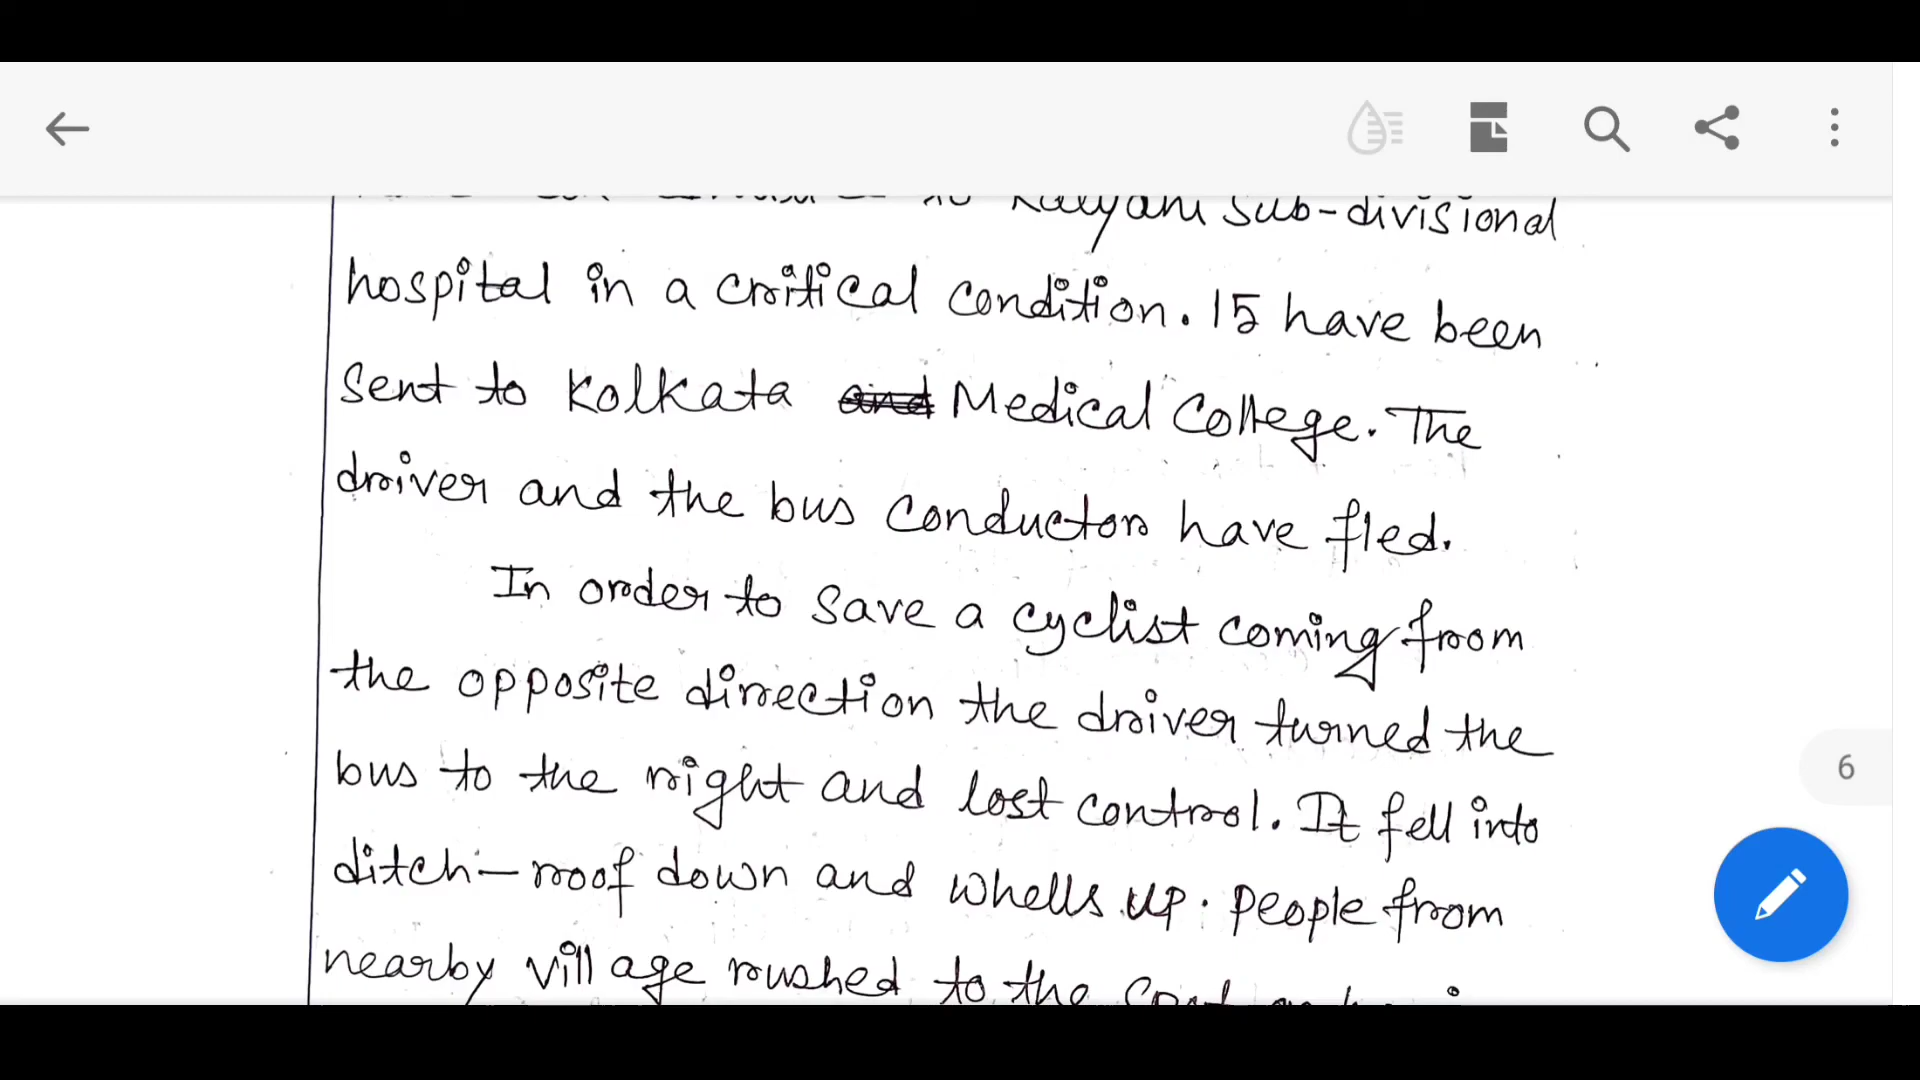 to Kalyani Sub-divisional
hospital in a critical condition. 15 have been
Sent to Kolkata and Medical College. The
driver and the bus conductor have fled.
In order to save a cyclist coming from
the opposite direction the driver turned the
bus to the right and lost control. It fell into
ditch - roof down and whells up. People from
nearby village rushed to the
6